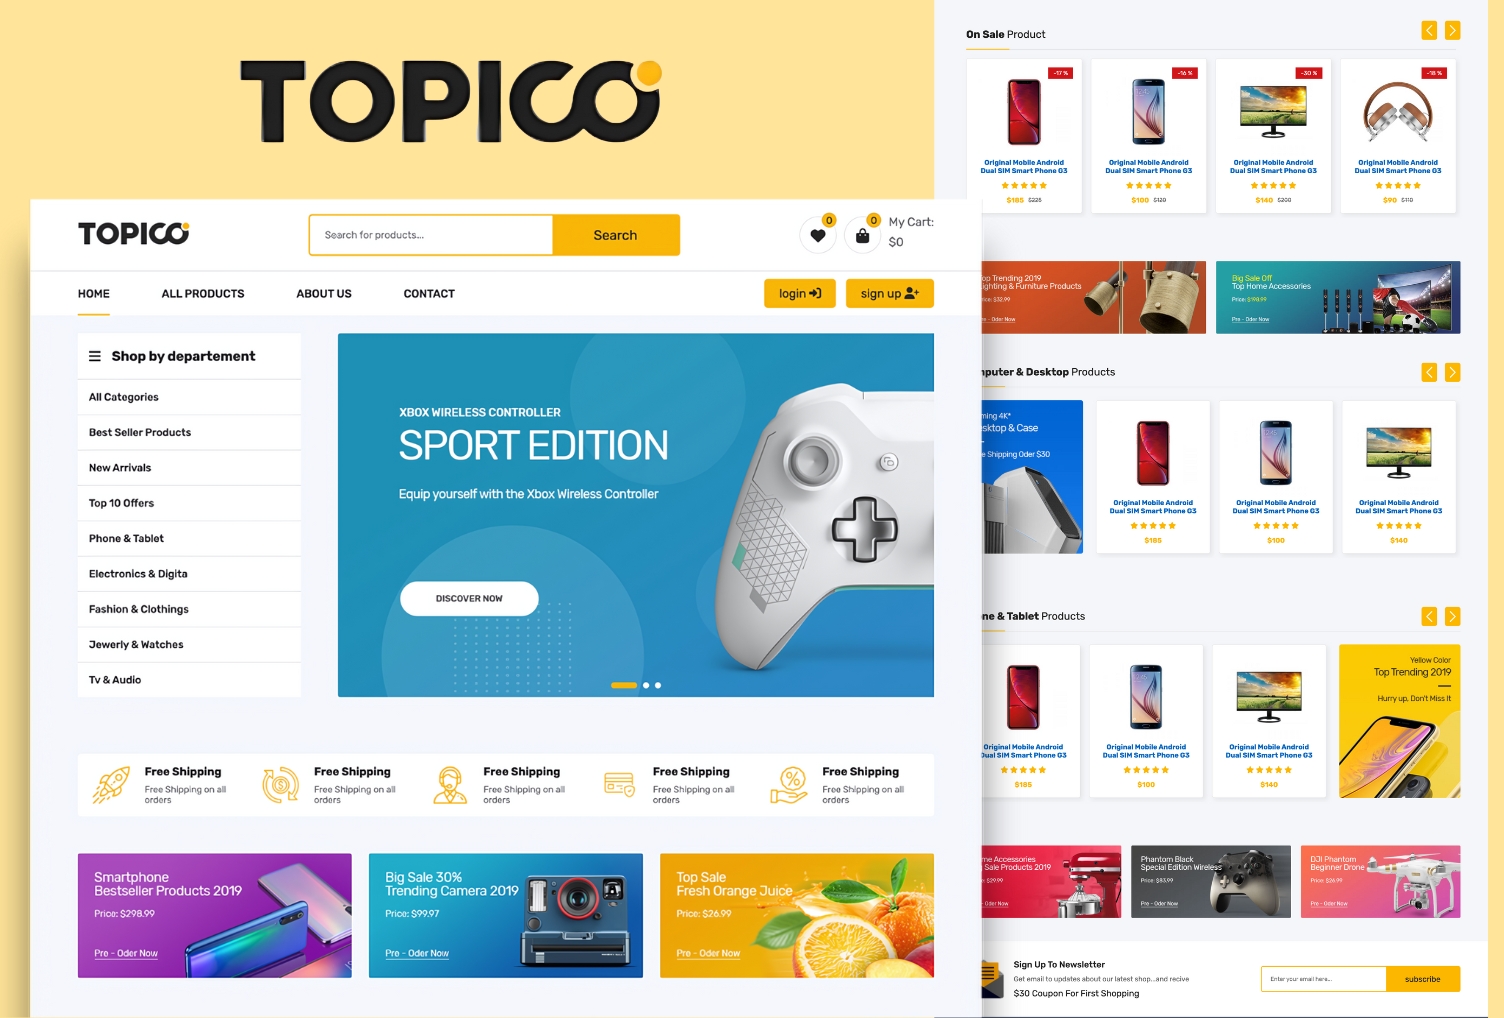 TOPICO
TOPICO
Search for products...
Search
0
0
My Cart:
$0
HOME
ALL PRODUCTS
ABOUT US
CONTACT
login
sign up
Shop by departement
All Categories
Best Seller Products
New Arrivals
Top 10 Offers
Phone & Tablet
Electronics & Digita
Fashion & Clothings
Jewerly & Watches
Tv & Audio
XBOX WIRELESS CONTROLLER
SPORT EDITION
Equip yourself with the Xbox Wireless Controller
DISCOVER NOW
Free Shipping
Free Shipping on all
orders
Free Shipping
Free Shipping on all
orders
Free Shipping
Free Shipping on all
orders
Free Shipping
Free Shipping on all
orders
Free Shipping
Free Shipping on all
orders
Smartphone
Bestseller Products 2019
Price: $298.99
Pre - Oder Now
Big Sale 30%
Trending Camera 2019
Price: $99.97
Pre - Oder Now
Top Sale
Fresh Orange Juice
Price: $26.99
Pre - Oder Now
On Sale Product
-17 %
Original Mobile Android
Dual SIM Smart Phone G3
$185 $225
-16 %
Original Mobile Android
Dual SIM Smart Phone G3
$100 $120
-30 %
Original Mobile Android
Dual SIM Smart Phone G3
$140 $200
-18 %
Original Mobile Android
Dual SIM Smart Phone G3
$90 $110
op Trending 2019
ighting & Furniture Products
rice: $32.99
re - Oder Now
Big Sale Off
Top Home Accessories
Price: $198.99
Pre - Oder Now
nputer & Desktop Products
ming 4K*
sktop & Case
e Shipping Oder $30
Original Mobile Android
Dual SIM Smart Phone G3
$185
Original Mobile Android
Dual SIM Smart Phone G3
$100
Original Mobile Android
Dual SIM Smart Phone G3
$140
ne & Tablet Products
Original Mobile Android
Dual SIM Smart Phone G3
$185
Original Mobile Android
Dual SIM Smart Phone G3
$100
Original Mobile Android
Dual SIM Smart Phone G3
$140
Yellow Color
Top Trending 2019
Hurry up, Don't Miss It
me Accessories
Sale Products 2019
e: $39.99
- Oder Now
Phantom Black
Special Edition Wireless
Price: $83.99
Pre - Oder Now
DJI Phantom
Beginner Drone
Price: $26.99
Pre - Oder Now
Sign Up To Newsletter
Get email to updates about our latest shop...and recive
$30 Coupon For First Shopping
Enter your email here...
subscribe